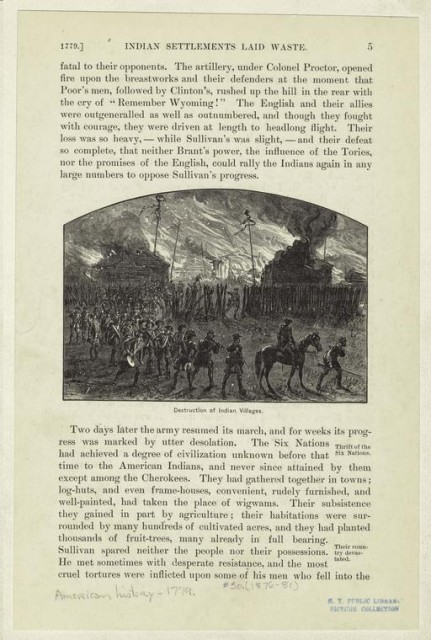 1779.] INDIAN SETTLEMENTS LAID WASTE. 5
fatal to their opponents. The artillery, under Colonel Proctor, opened
fire upon the breastworks and their defenders at the moment that
Poor's men, followed by Clinton's, rushed up the hill in the rear with
the cry of "Remember Wyoming!" The English and their allies
were outgeneralled as well as outnumbered, and though they fought
with courage, they were driven at length to headlong flight. Their
loss was so heavy, — while Sullivan's was slight, — and their defeat
so complete, that neither Brant's power, the influence of the Tories,
nor the promises of the English, could rally the Indians again in any
large numbers to oppose Sullivan's progress.
Destruction of Indian Villages.
Two days later the army resumed its march, and for weeks its prog-
ress was marked by utter desolation. The Six Nations
had achieved a degree of civilization unknown before that
time to the American Indians, and never since attained by them
except among the Cherokees. They had gathered together in towns;
log-huts, and even frame-houses, convenient, rudely furnished, and
well-painted, had taken the place of wigwams. Their subsistence
they gained in part by agriculture; their habitations were sur-
rounded by many hundreds of cultivated acres, and they had planted
thousands of fruit-trees, many already in full bearing.
Sullivan spared neither the people nor their possessions.
He met sometimes with desperate resistance, and the most
cruel tortures were inflicted upon some of his men who fell into the
Thrift of the
Six Nations.
Their coun-
try devas-
tated.
American history - 1779.
(1876-81)
N. Y. PUBLIC LIBRARY
PICTURE COLLECTION